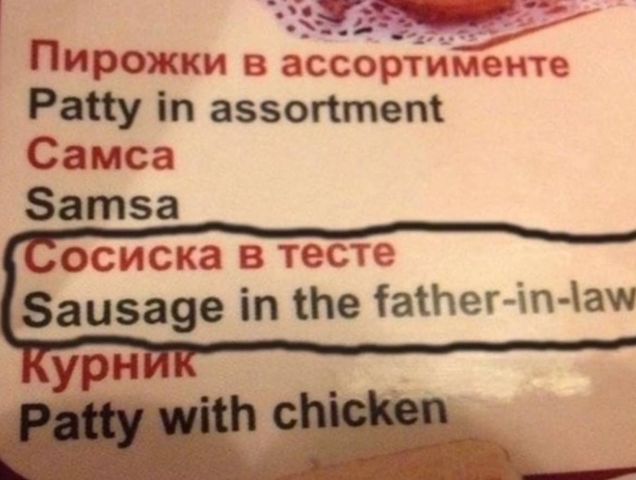 Пирожки в ассортименте
Patty in assortment
Самса
Samsa
Сосиска в тесте
Sausage in the father-in-law
Курник
Patty with chicken